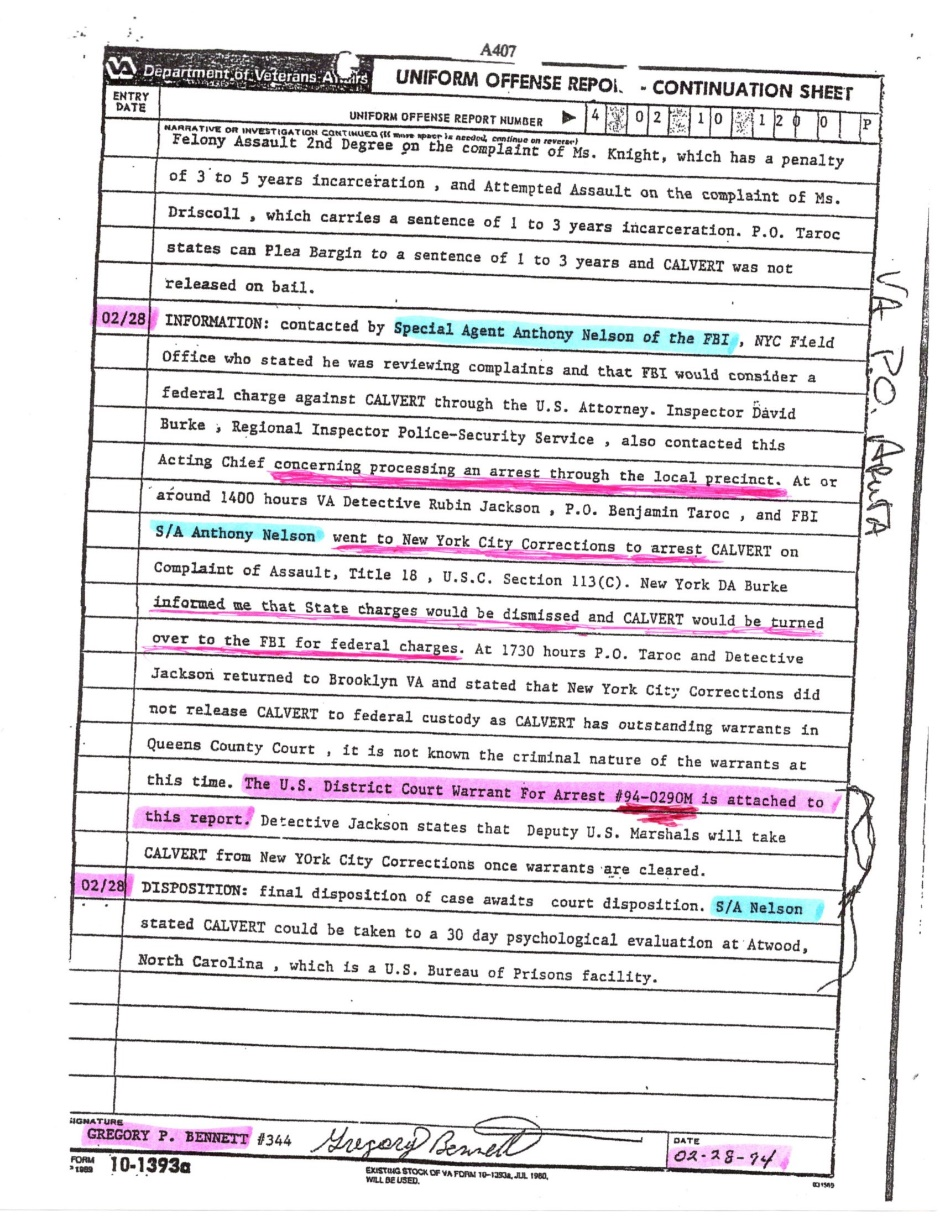 A407
VA Department of Veterans Affairs
UNIFORM OFFENSE REPOR - CONTINUATION SHEET
ENTRY DATE
UNIFORM OFFENSE REPORT NUMBER 4 02 10 12 0 0 P
NARRATIVE OR INVESTIGATION CONTINUED (If more space is needed, continue on reverse)
Felony Assault 2nd Degree on the complaint of Ms. Knight, which has a penalty
of 3 to 5 years incarceration , and Attempted Assault on the complaint of Ms.
Driscoll , which carries a sentence of 1 to 3 years incarceration. P.O. Taroc
states can Plea Bargin to a sentence of 1 to 3 years and CALVERT was not
released on bail.
02/28 INFORMATION: contacted by Special Agent Anthony Nelson of the FBI , NYC Field
Office who stated he was reviewing complaints and that FBI would consider a
federal charge against CALVERT through the U.S. Attorney. Inspector David
Burke , Regional Inspector Police-Security Service , also contacted this
Acting Chief concerning processing an arrest through the local precinct. At or
around 1400 hours VA Detective Rubin Jackson , P.O. Benjamin Taroc , and FBI
S/A Anthony Nelson went to New York City Corrections to arrest CALVERT on
Complaint of Assault, Title 18 , U.S.C. Section 113(C). New York DA Burke
informed me that State charges would be dismissed and CALVERT would be turned
over to the FBI for federal charges. At 1730 hours P.O. Taroc and Detective
Jackson returned to Brooklyn VA and stated that New York City Corrections did
not release CALVERT to federal custody as CALVERT has outstanding warrants in
Queens County Court , it is not known the criminal nature of the warrants at
this time. The U.S. District Court Warrant For Arrest #94-0290M is attached to
this report. Detective Jackson states that Deputy U.S. Marshals will take
CALVERT from New YOrk City Corrections once warrants are cleared.
02/28 DISPOSITION: final disposition of case awaits court disposition. S/A Nelson
stated CALVERT could be taken to a 30 day psychological evaluation at Atwood,
North Carolina , which is a U.S. Bureau of Prisons facility.
SIGNATURE
GREGORY P. BENNETT #344 Gregory Bennett
DATE
02-28-94
FORM 1989 10-1393a
EXISTING STOCK OF VA FORM 10-1393a, JUL 1980,
WILL BE USED.
VA P.O.